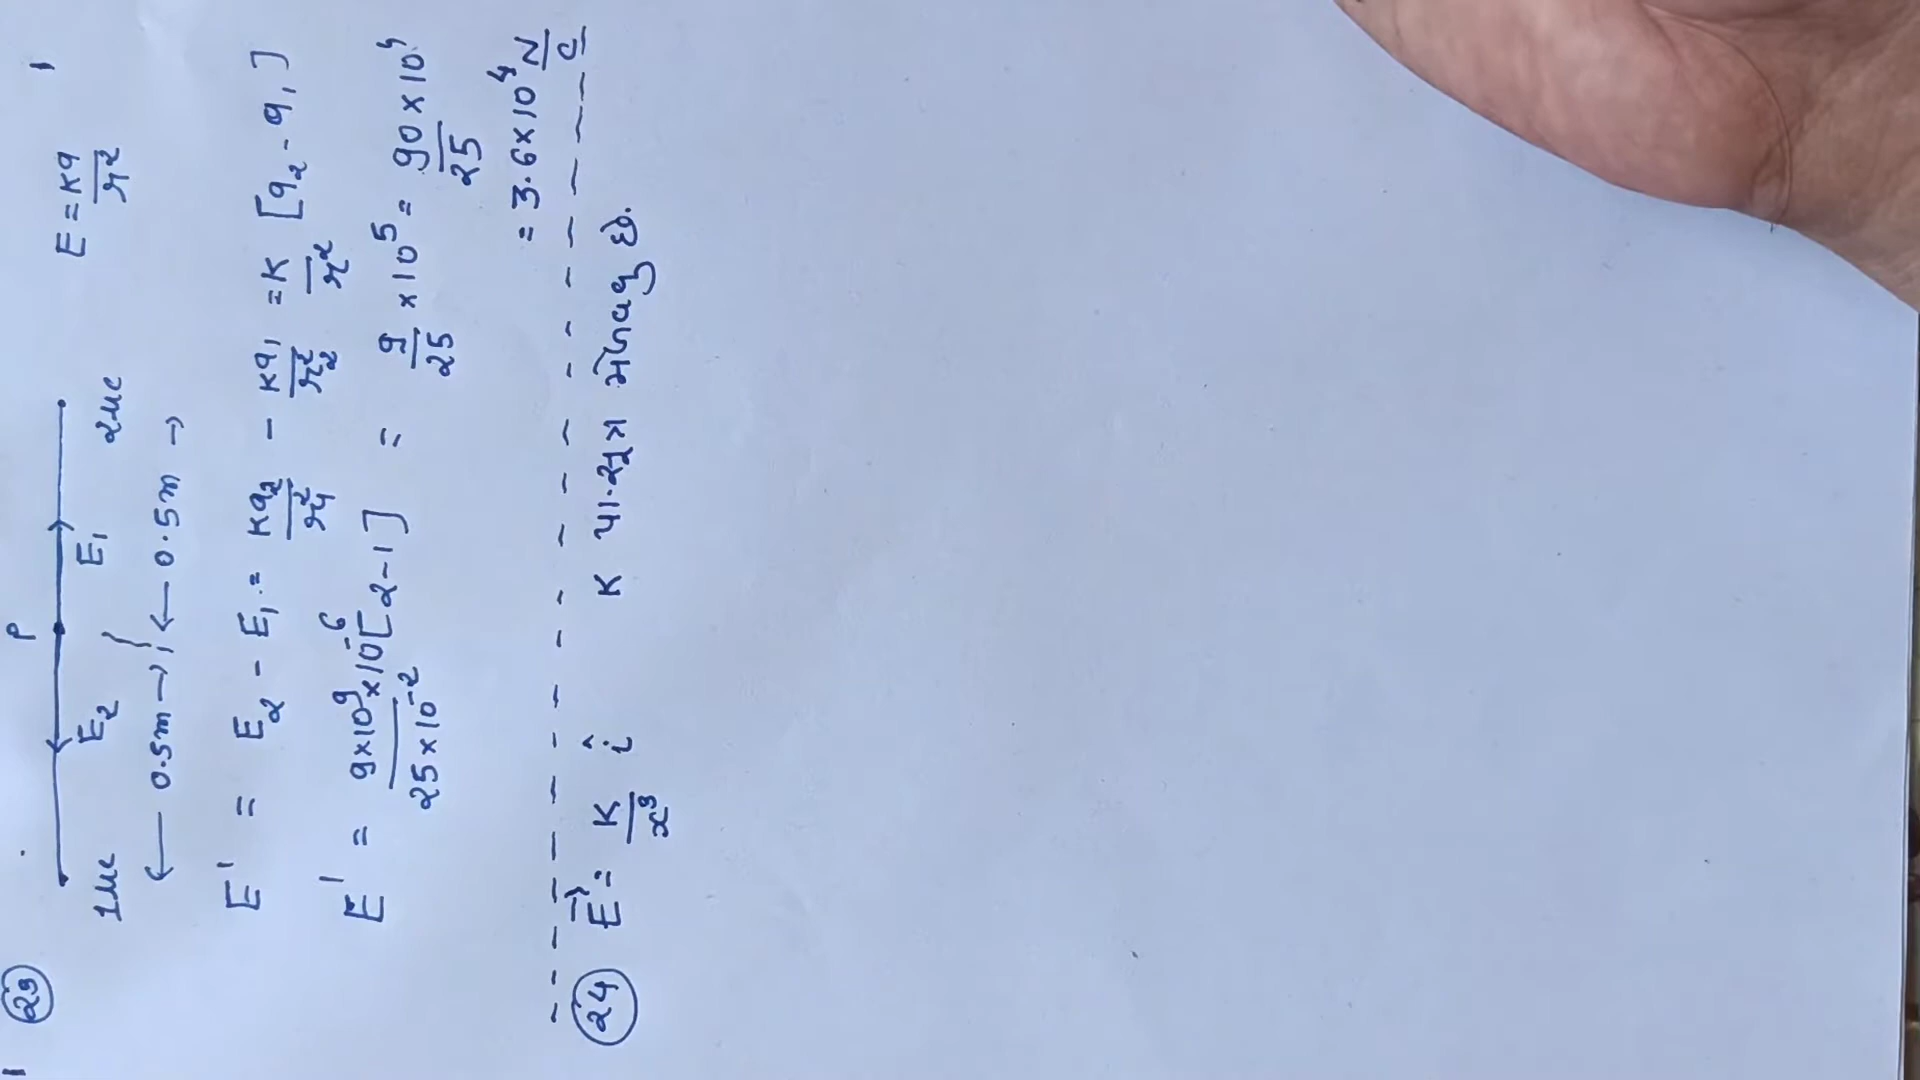 23
P
1μc E2 E1 2μc
← 0.5m → ← 0.5m →
E = Kq / r²
E' = E2 - E1 = Kq2 / r1² - Kq1 / r2² = K / r² [q2 - q1]
E' = 9×10⁹ × 10⁻⁶ / 25×10⁻² [2-1] = 9 / 25 × 10⁵ = 90×10⁴ / 25
= 3.6×10⁴ N / C
24 E⃗ = K / x³ î K પા.સૂત્ર મેળવવુ છે.